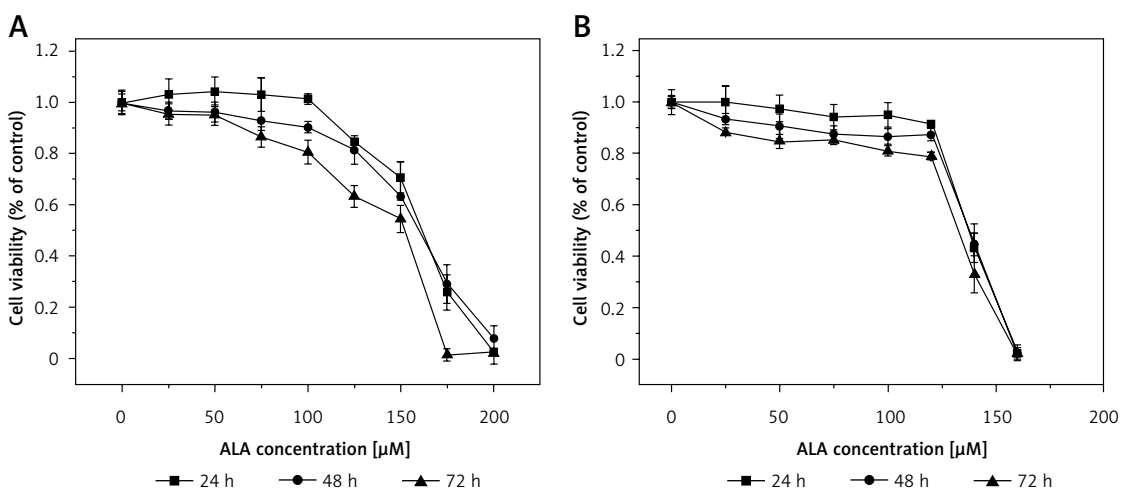 A
Cell viability (% of control)
1.2
1.0
0.8
0.6
0.4
0.2
0
0 50 100 150 200
ALA concentration [µM]
24 h 48 h 72 h
B
Cell viability (% of control)
1.2
1.0
0.8
0.6
0.4
0.2
0
0 50 100 150 200
ALA concentration [µM]
24 h 48 h 72 h